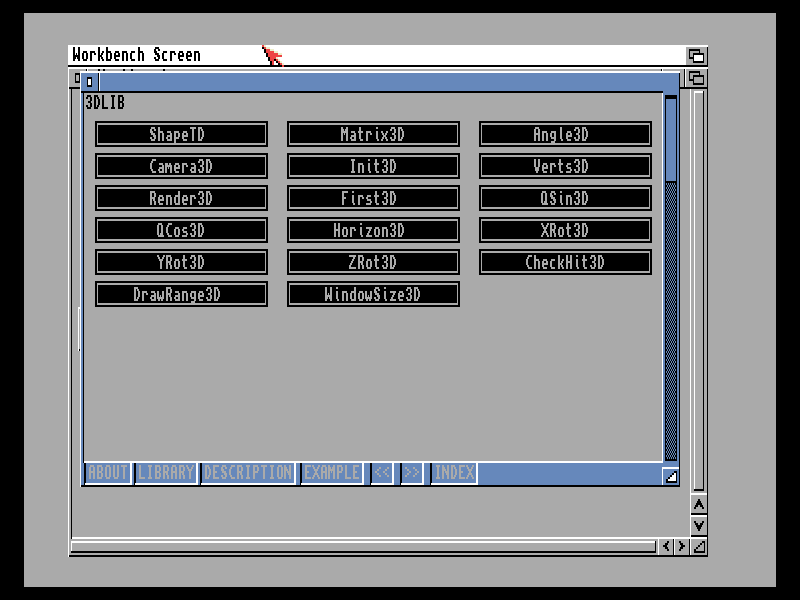 Workbench Screen
3DLIB
ShapeTD Matrix3D Angle3D
Camera3D Init3D Verts3D
Render3D First3D QSin3D
QCos3D Horizon3D XRot3D
YRot3D ZRot3D CheckHit3D
DrawRange3D WindowSize3D
ABOUT LIBRARY DESCRIPTION EXAMPLE << >> INDEX